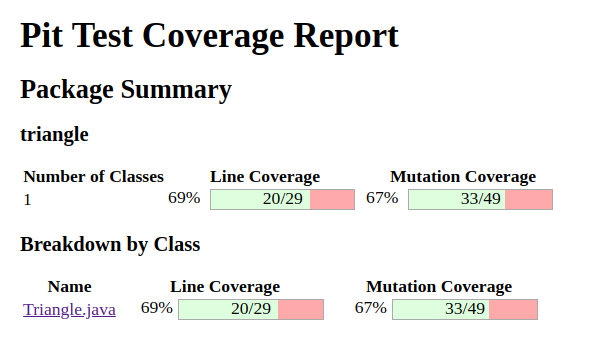 Pit Test Coverage Report
Package Summary
triangle
Number of Classes Line Coverage Mutation Coverage
1 69% 20/29 67% 33/49
Breakdown by Class
Name Line Coverage Mutation Coverage
Triangle.java 69% 20/29 67% 33/49